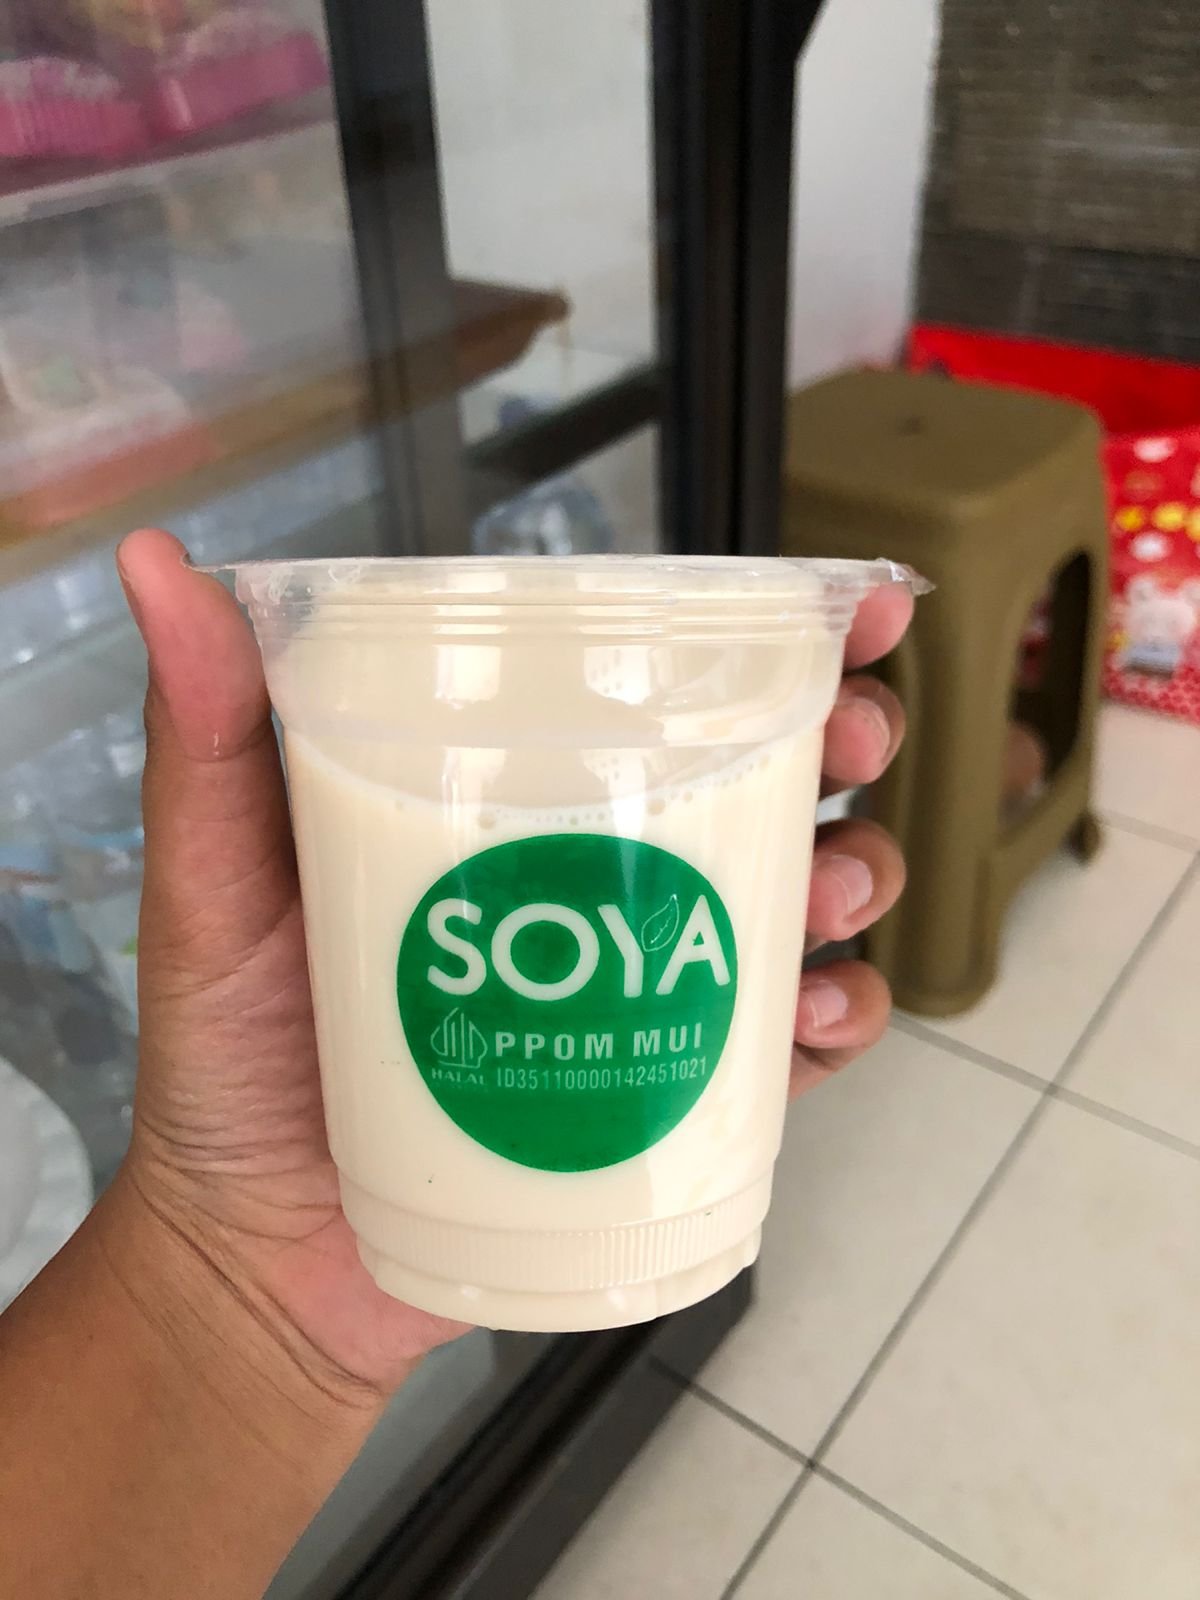 SOYA
PPOM MUI
HALAL ID35110000142451021